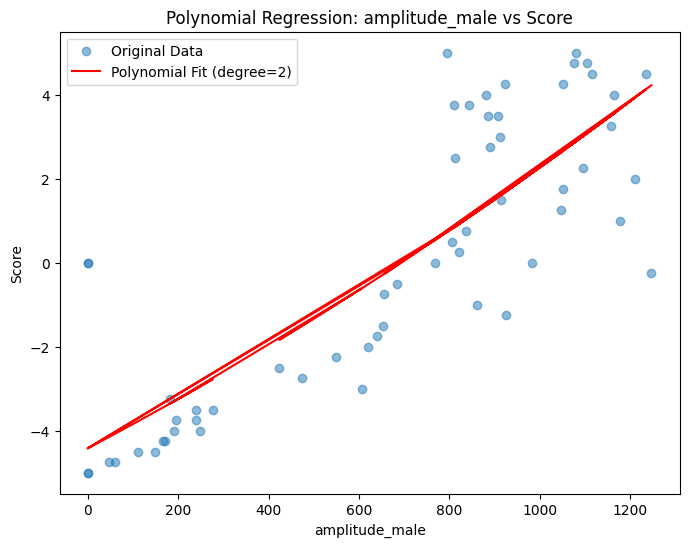 Polynomial Regression: amplitude_male vs Score
Original Data
Polynomial Fit (degree=2)
4
2
0
−2
−4
Score
0
200
400
600
800
1000
1200
amplitude_male